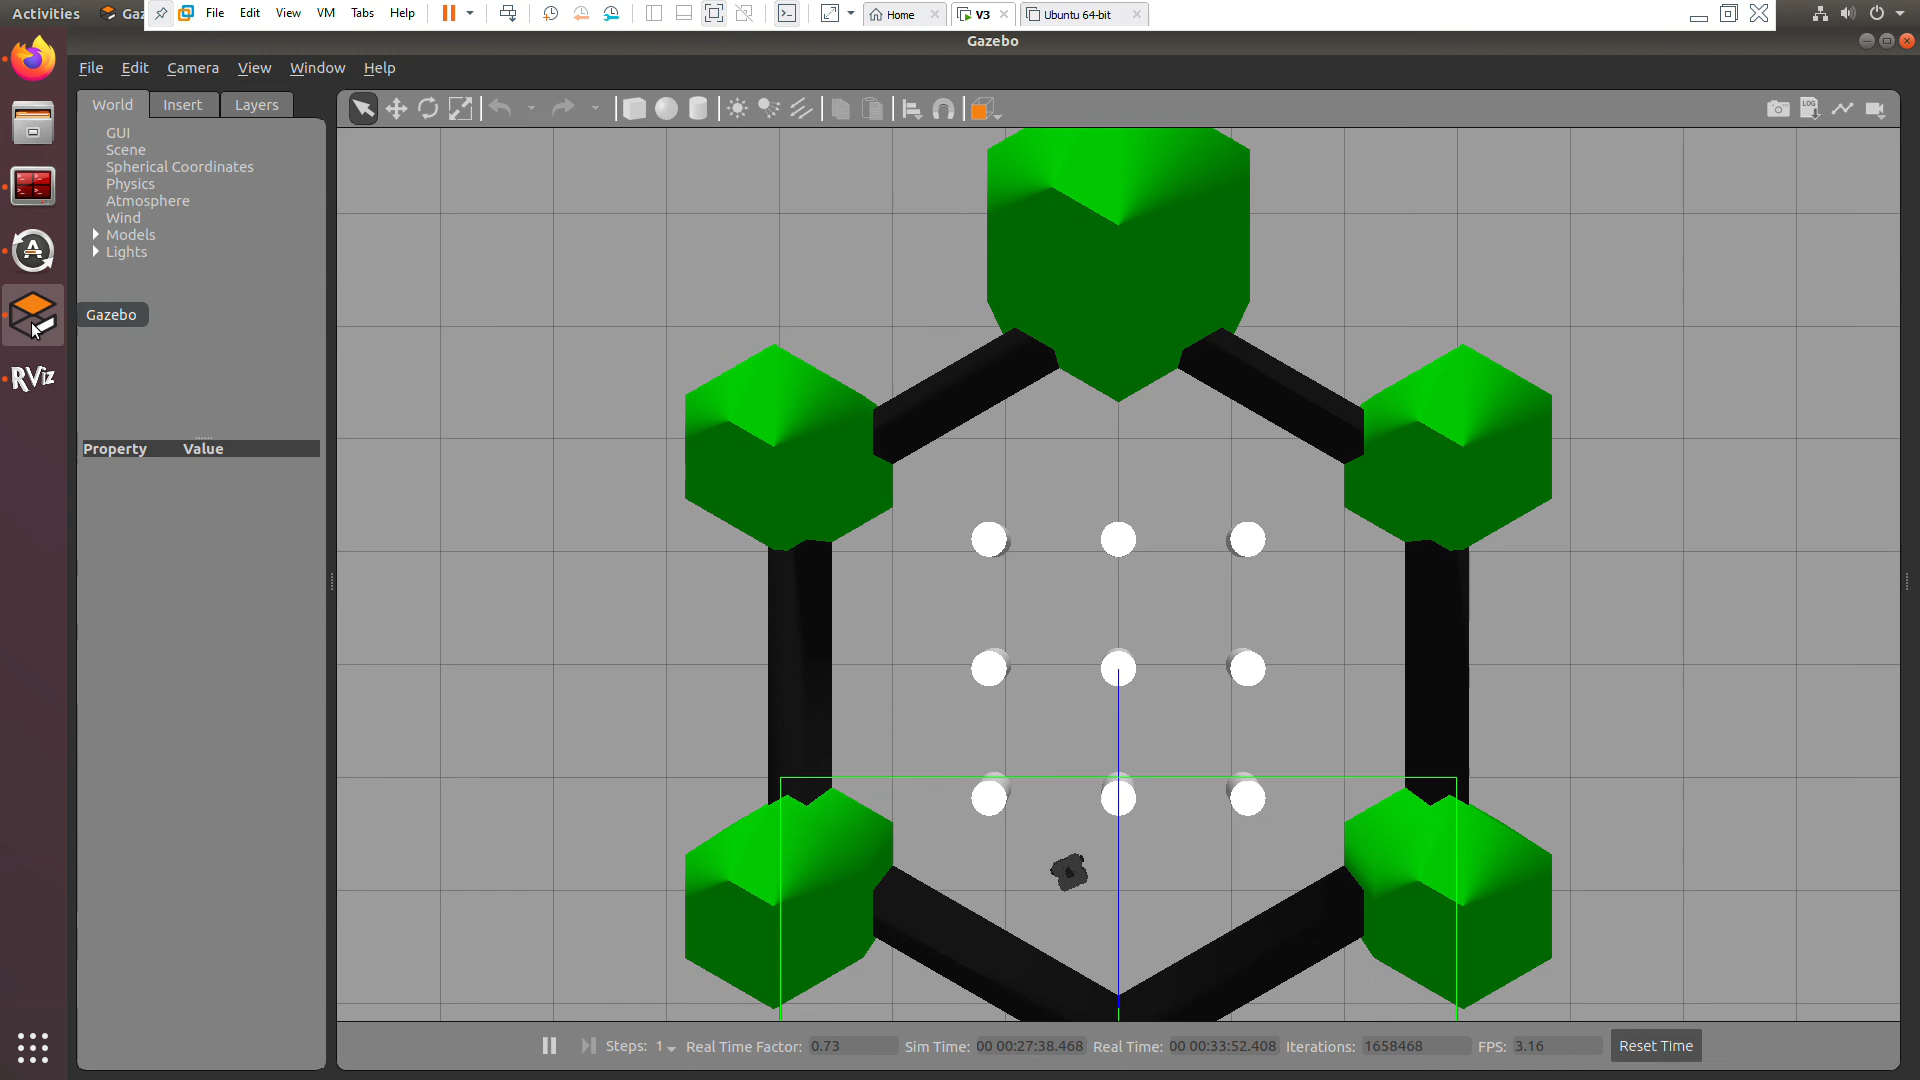 Activities
Gaz
File Edit View VM Tabs Help
Home
V3
Ubuntu 64-bit
Gazebo
File Edit Camera View Window Help
World Insert Layers
LOG
GUI
Scene
Spherical Coordinates
Physics
Atmosphere
Wind
Models
Lights
Gazebo
RViz
Property Value
Steps: 1 Real Time Factor: 0.73 Sim Time: 00 00:27:38.468 Real Time: 00 00:33:52.408 Iterations: 1658468 FPS: 3.16 Reset Time